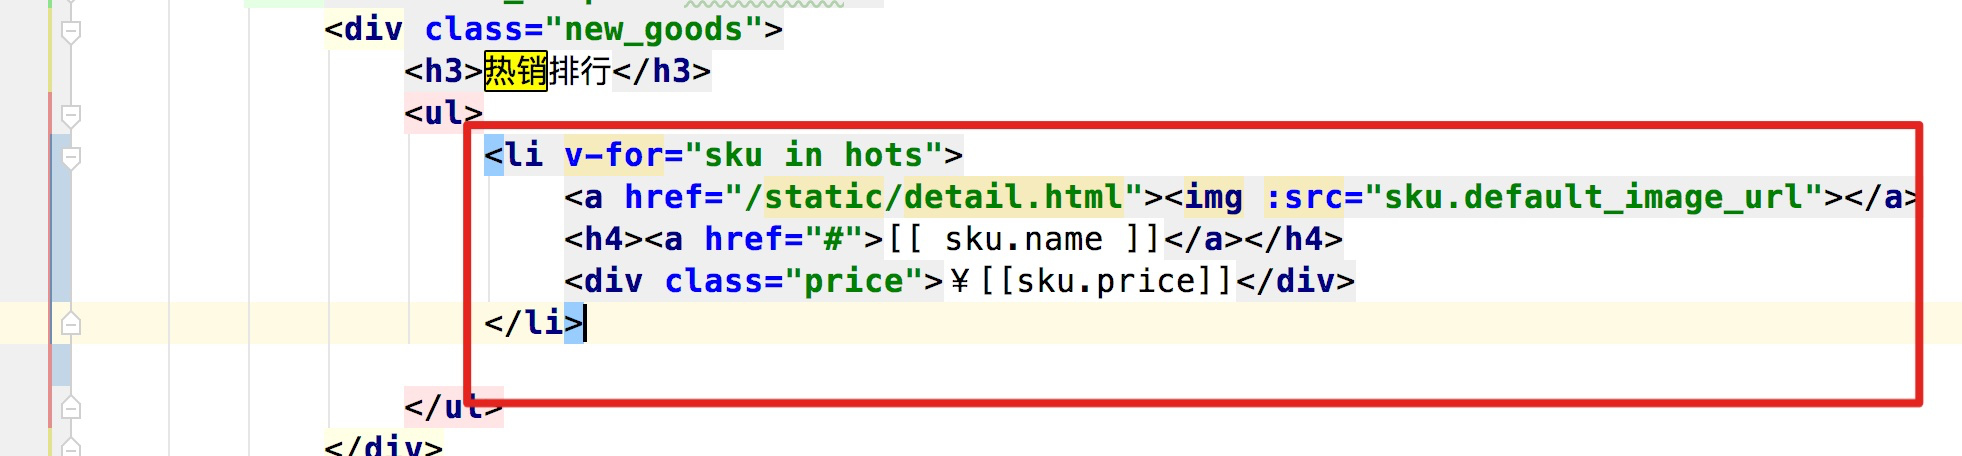 <div class="new_goods">
<h3>热销排行</h3>
<ul>
<li v-for="sku in hots">
<a href="/static/detail.html"><img :src="sku.default_image_url"></a>
<h4><a href="#">[[ sku.name ]]</a></h4>
<div class="price">¥[[sku.price]]</div>
</li>
</ul>
</div>